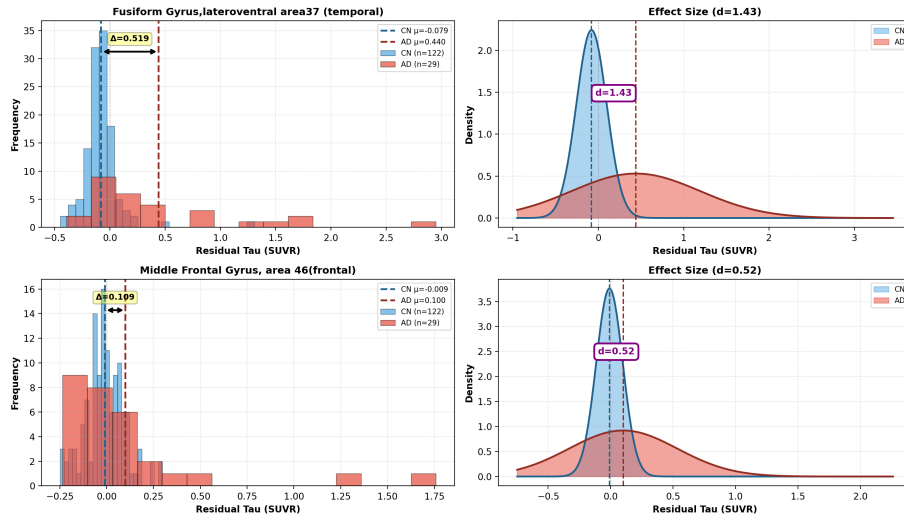 Fusiform Gyrus,lateroventral area37 (temporal)
Δ=0.519
CN μ=-0.079
AD μ=0.440
CN (n=122)
AD (n=29)
Frequency
35
30
25
20
15
10
5
0
−0.5 0.0 0.5 1.0 1.5 2.0 2.5 3.0
Residual Tau (SUVR)
Effect Size (d=1.43)
CN
AD
d=1.43
Density
2.0
1.5
1.0
0.5
0.0
−1 0 1 2 3
Residual Tau (SUVR)
Middle Frontal Gyrus, area 46(frontal)
Δ=0.109
CN μ=-0.009
AD μ=0.100
CN (n=122)
AD (n=29)
Frequency
16
14
12
10
8
6
4
2
0
−0.25 0.00 0.25 0.50 0.75 1.00 1.25 1.50 1.75
Residual Tau (SUVR)
Effect Size (d=0.52)
CN
AD
d=0.52
Density
3.5
3.0
2.5
2.0
1.5
1.0
0.5
0.0
−0.5 0.0 0.5 1.0 1.5 2.0
Residual Tau (SUVR)